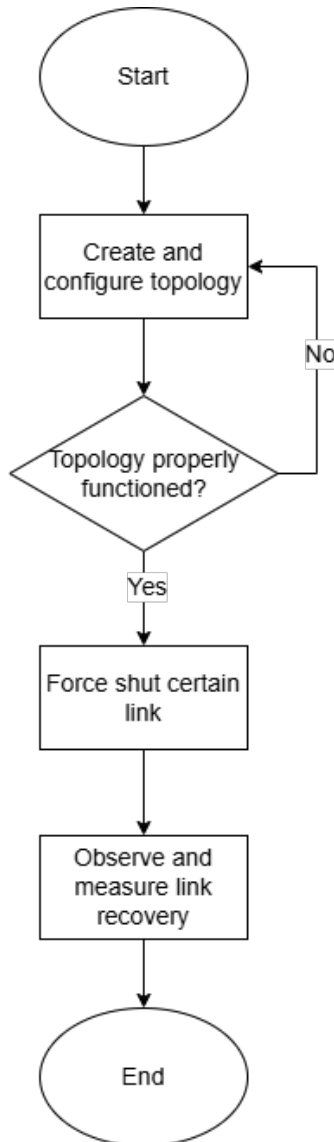 Start
Create and
configure topology
No
Topology properly
functioned?
Yes
Force shut certain
link
Observe and
measure link
recovery
End